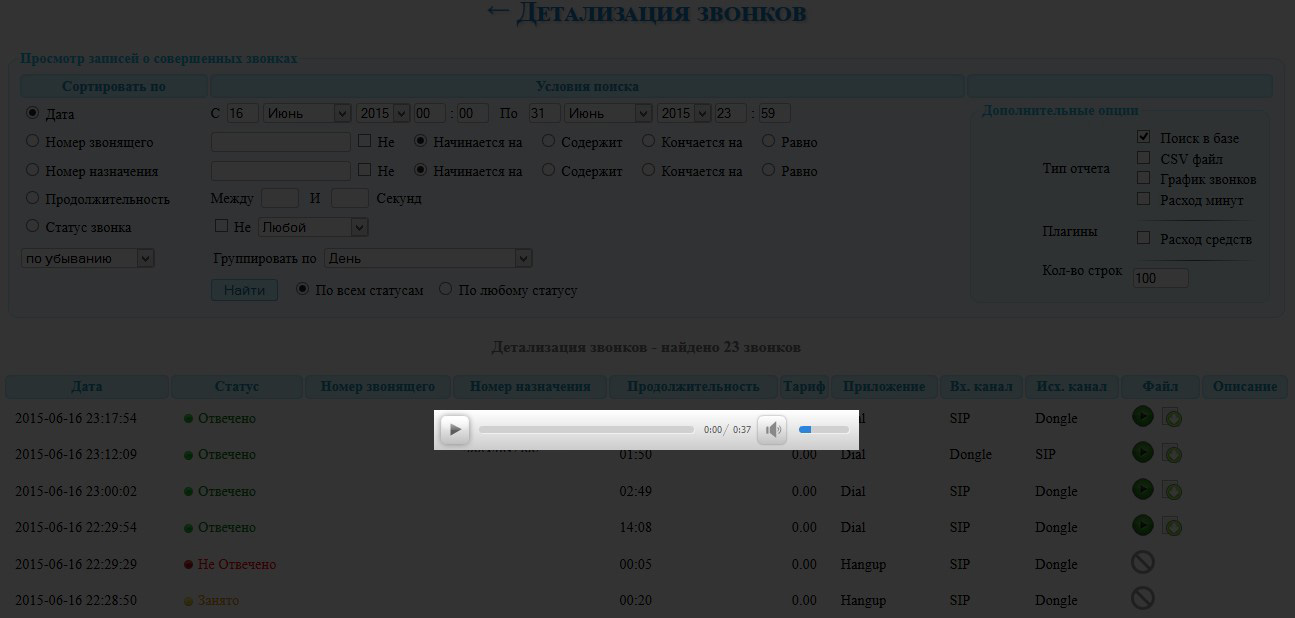 ← Детализация звонков
Просмотр записей о совершенных звонках
Сортировать по Условия поиска
Дата С 16 Июнь 2015 00 : 00 По 31 Июнь 2015 23 : 59
Номер звонящего Не Начинается на Содержит Кончается на Равно
Номер назначения Не Начинается на Содержит Кончается на Равно
Продолжительность Между И Секунд
Статус звонка Не Любой
по убыванию Группировать по День
Найти По всем статусам По любому статусу
Дополнительные опции
Тип отчета Поиск в базе
CSV файл
График звонков
Расход минут
Плагины Расход средств
Кол-во строк 100
Детализация звонков - найдено 23 звонков
Дата Статус Номер звонящего Номер назначения Продолжительность Тариф Приложение Вх. канал Исх. канал Файл Описание
2015-06-16 23:17:54 Отвечено SIP Dongle
0:00 / 0:37
2015-06-16 23:12:09 Отвечено 01:50 0.00 Dial Dongle SIP
2015-06-16 23:00:02 Отвечено 02:49 0.00 Dial SIP Dongle
2015-06-16 22:29:54 Отвечено 14:08 0.00 Dial SIP Dongle
2015-06-16 22:29:29 Не Отвечено 00:05 0.00 Hangup SIP Dongle
2015-06-16 22:28:50 Занято 00:20 0.00 Hangup SIP Dongle